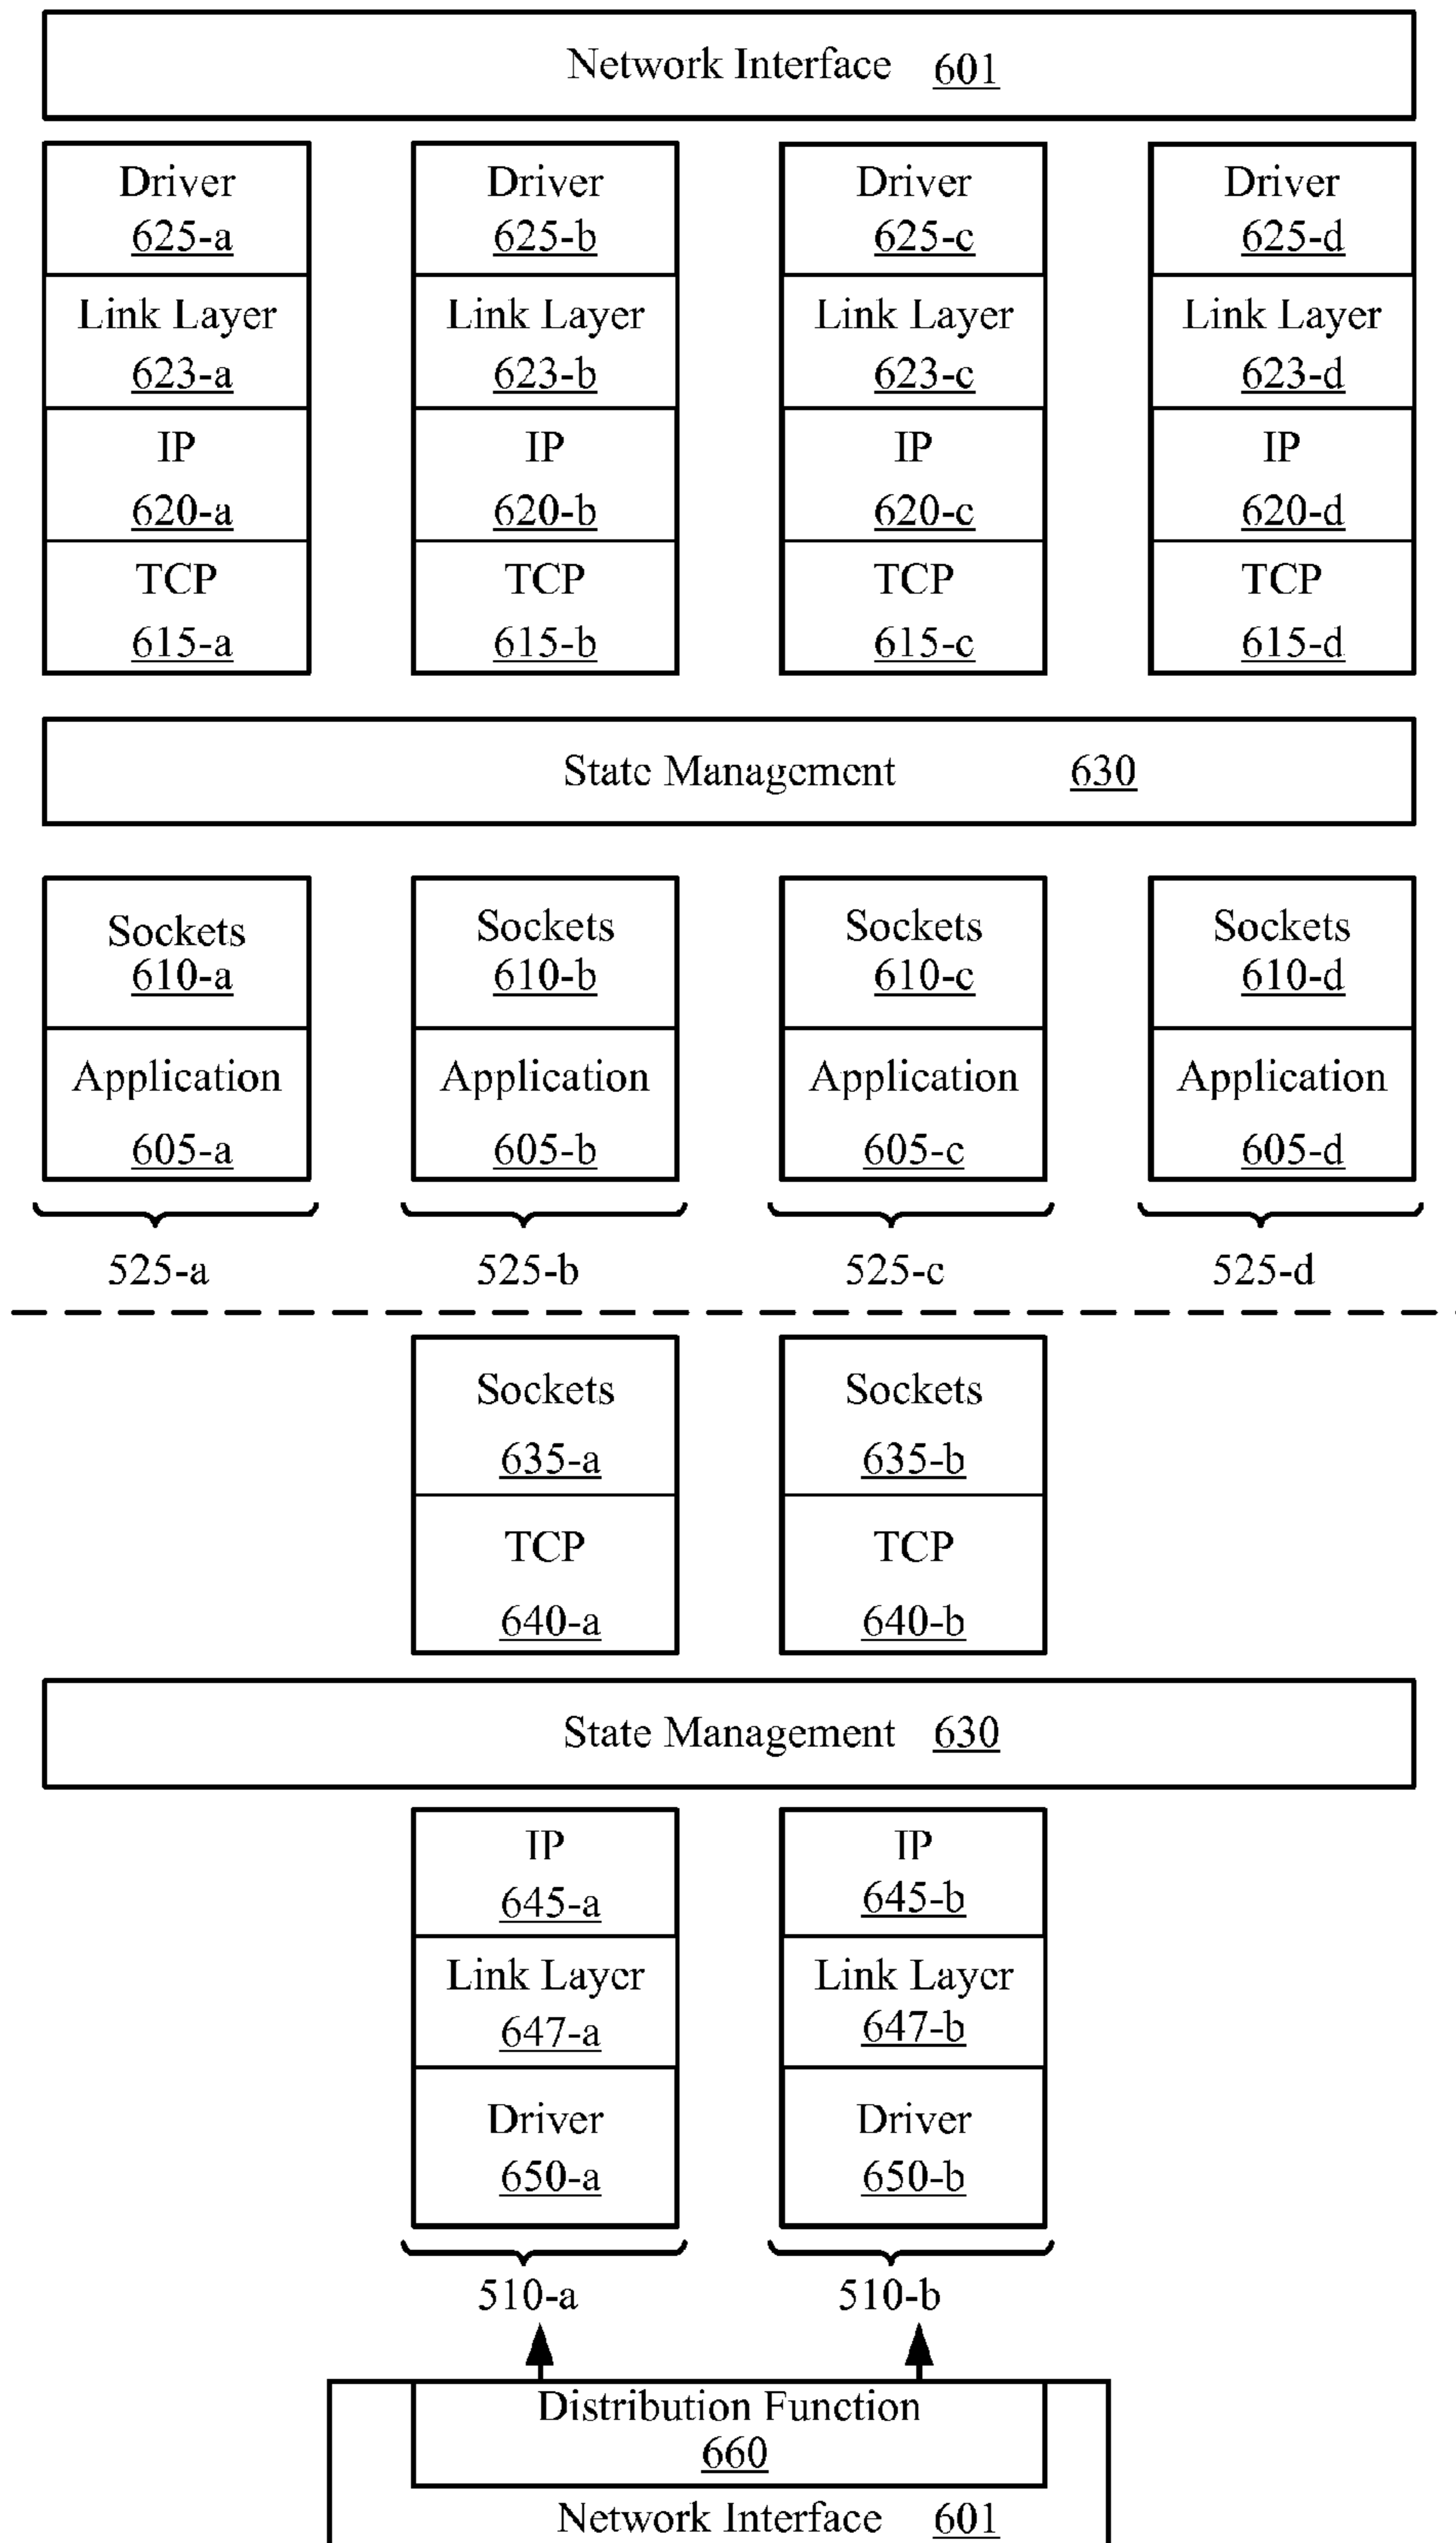 Network Interface 601
Driver Driver Driver Driver
625-a 625-b 625-c 625-d
Link Layer Link Layer Link Layer Link Layer
623-a 623-b 623-c 623-d
IP IP IP IP
620-a 620-b 620-c 620-d
TCP TCP TCP TCP
615-a 615-b 615-c 615-d
State Management 630
Sockets Sockets Sockets Sockets
610-a 610-b 610-c 610-d
Application Application Application Application
605-a 605-b 605-c 605-d
525-a 525-b 525-c 525-d
Sockets Sockets
635-a 635-b
TCP TCP
640-a 640-b
State Management 630
IP IP
645-a 645-b
Link Layer Link Layer
647-a 647-b
Driver Driver
650-a 650-b
510-a 510-b
Distribution Function
660
Network Interface 601